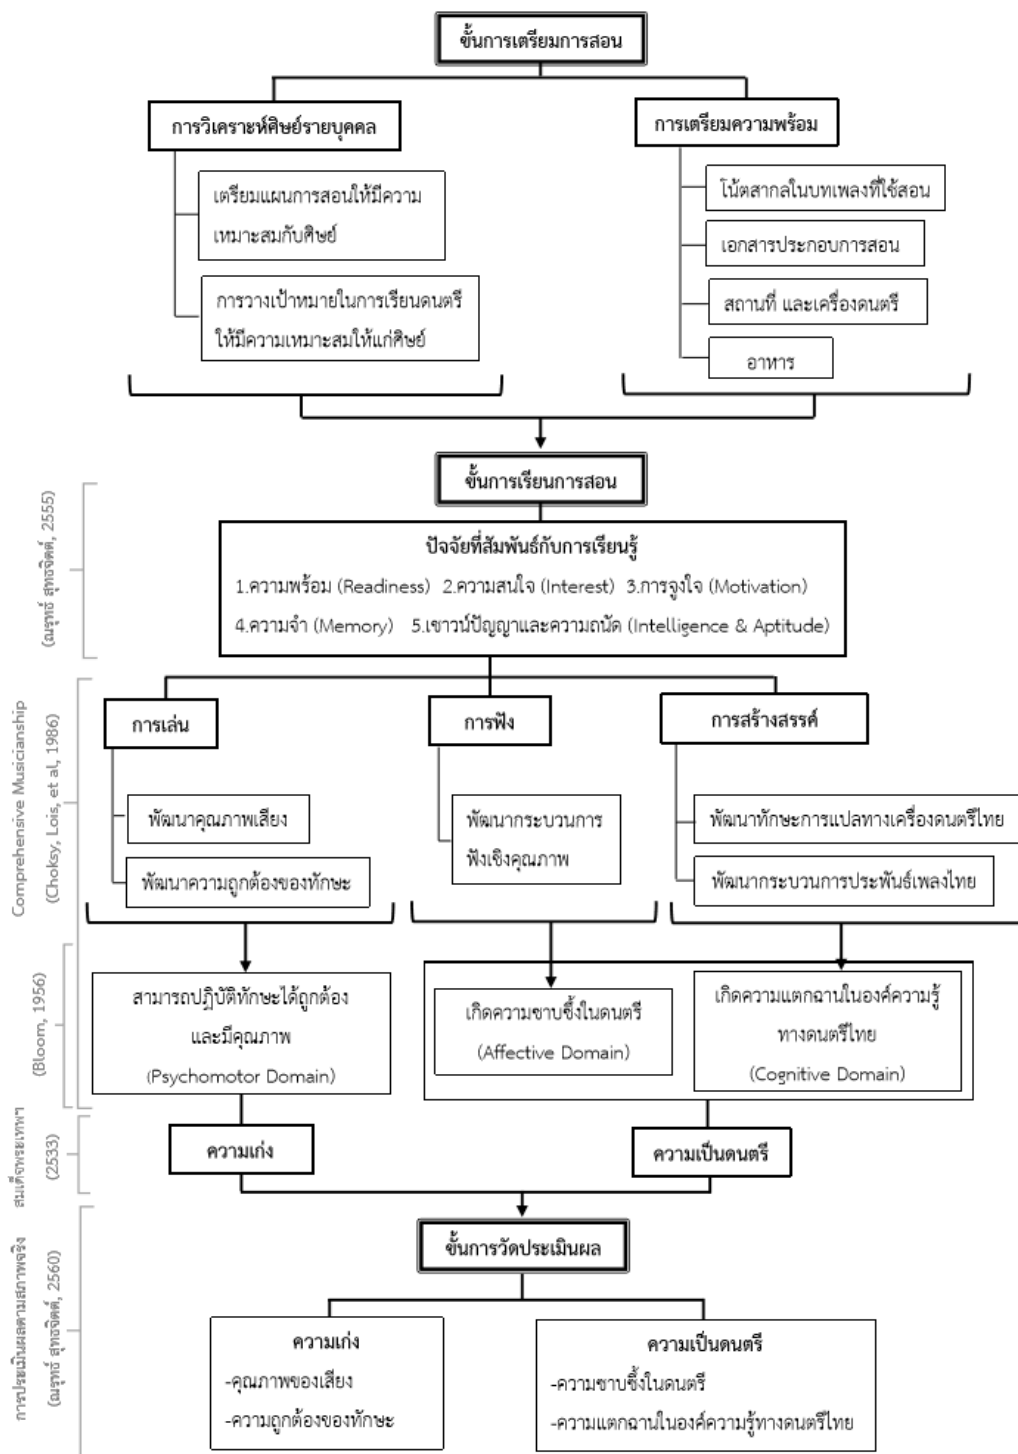 ขั้นการเตรียมการสอน
การวิเคราะห์ศิษย์รายบุคคล
การเตรียมความพร้อม
เตรียมแผนการสอนให้มีความ
เหมาะสมกับศิษย์
การวางเป้าหมายในการเรียนดนตรี
ให้มีความเหมาะสมให้แก่ศิษย์
โน้ตสากลในบทเพลงที่ใช้สอน
เอกสารประกอบการสอน
สถานที่ และเครื่องดนตรี
อาหาร
ขั้นการเรียนการสอน
(ณรุทธ์ สุทธจิตต์, 2555)
ปัจจัยที่สัมพันธ์กับการเรียนรู้
1.ความพร้อม (Readiness) 2.ความสนใจ (Interest) 3.การจูงใจ (Motivation)
4.ความจำ (Memory) 5.เชาวน์ปัญญาและความถนัด (Intelligence & Aptitude)
Comprehensive Musicianship
(Choksy, Lois, et al, 1986)
การเล่น
การฟัง
การสร้างสรรค์
พัฒนาคุณภาพเสียง
พัฒนาความถูกต้องของทักษะ
พัฒนากระบวนการ
ฟังเชิงคุณภาพ
พัฒนาทักษะการแปลทางเครื่องดนตรีไทย
พัฒนากระบวนการประพันธ์เพลงไทย
(Bloom, 1956)
สามารถปฏิบัติทักษะได้ถูกต้อง
และมีคุณภาพ
(Psychomotor Domain)
เกิดความซาบซึ้งในดนตรี
(Affective Domain)
เกิดความแตกฉานในองค์ความรู้
ทางดนตรีไทย
(Cognitive Domain)
สมเด็จพระเทพฯ
(2533)
ความเก่ง
ความเป็นดนตรี
การประเมินผลตามสภาพจริง
(ณรุทธ์ สุทธจิตต์, 2560)
ขั้นการวัดประเมินผล
ความเก่ง
-คุณภาพของเสียง
-ความถูกต้องของทักษะ
ความเป็นดนตรี
-ความซาบซึ้งในดนตรี
-ความแตกฉานในองค์ความรู้ทางดนตรีไทย